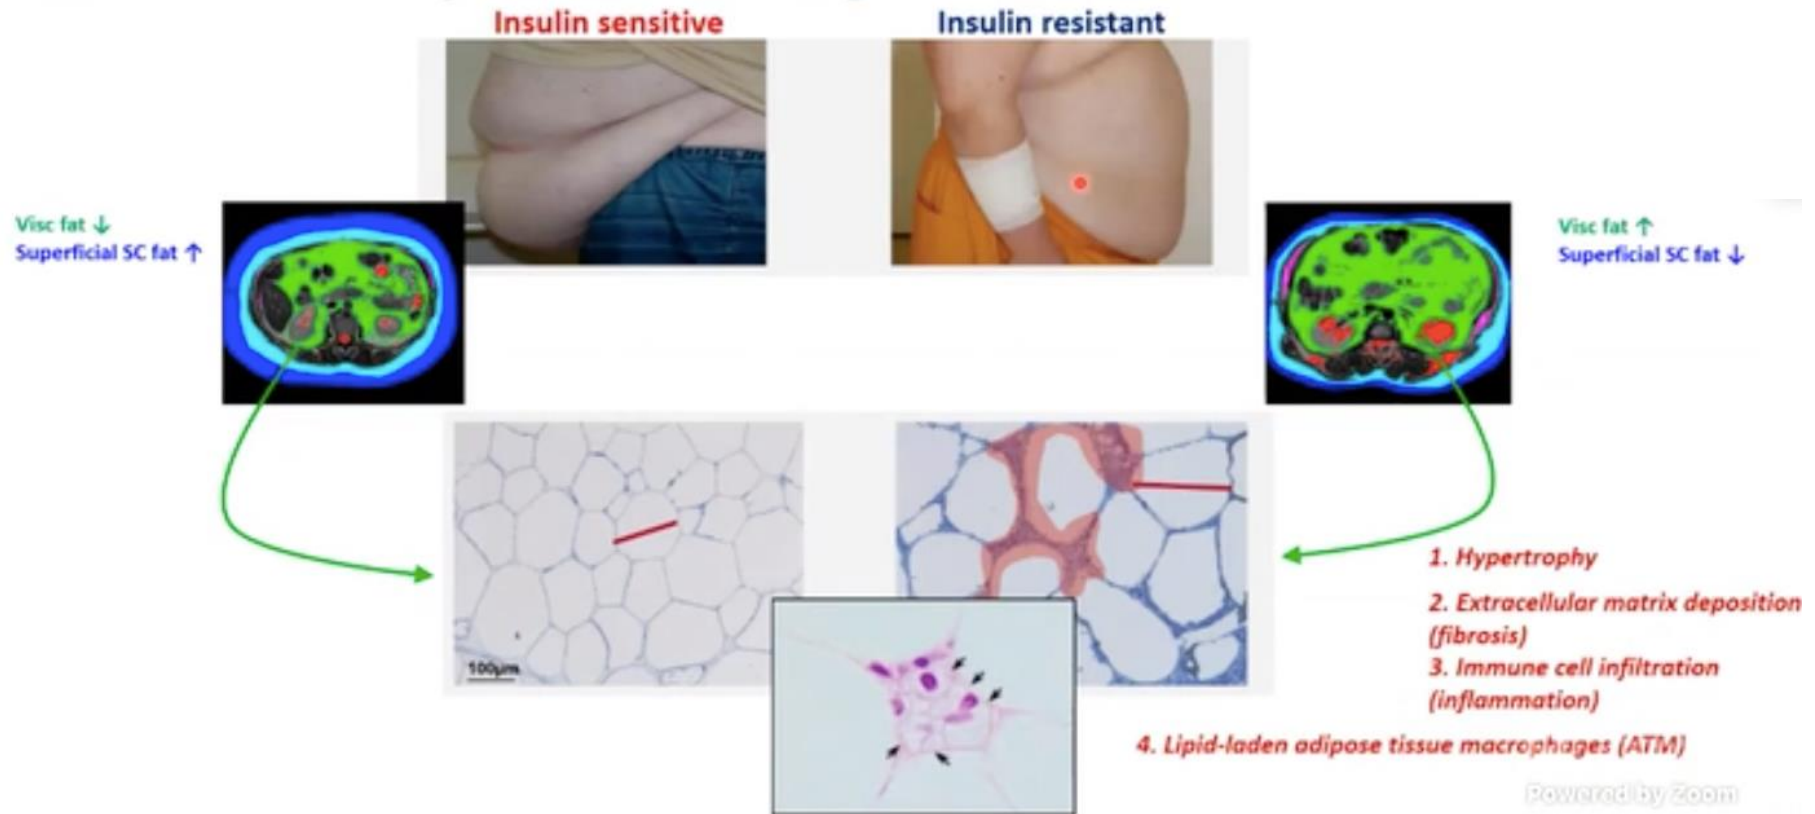 Insulin sensitive
Insulin resistant
Visc fat ↓
Superficial SC fat ↑
Visc fat ↑
Superficial SC fat ↓
100µm
1. Hypertrophy
2. Extracellular matrix deposition
(fibrosis)
3. Immune cell infiltration
(inflammation)
4. Lipid-laden adipose tissue macrophages (ATM)
Powered by Zoom